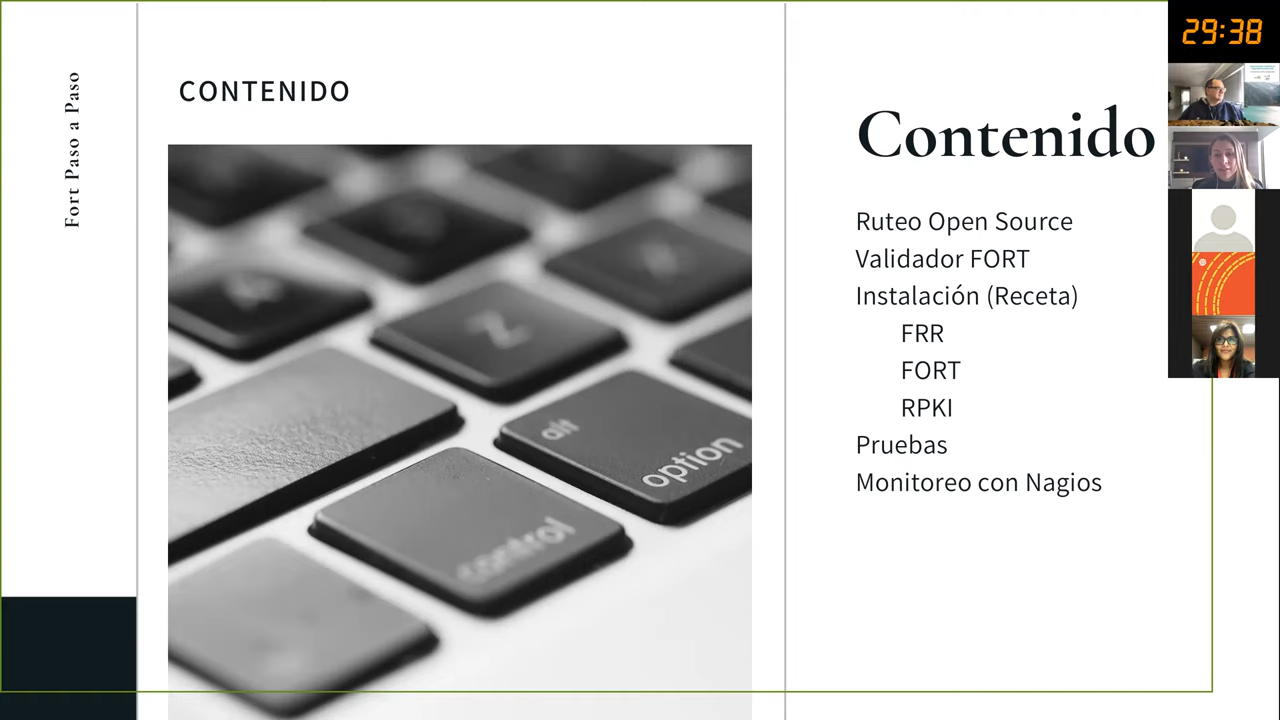 Fort Paso a Paso
CONTENIDO
Z
alt
option
control
Contenido
Ruteo Open Source
Validador FORT
Instalación (Receta)
FRR
FORT
RPKI
Pruebas
Monitoreo con Nagios
29:38